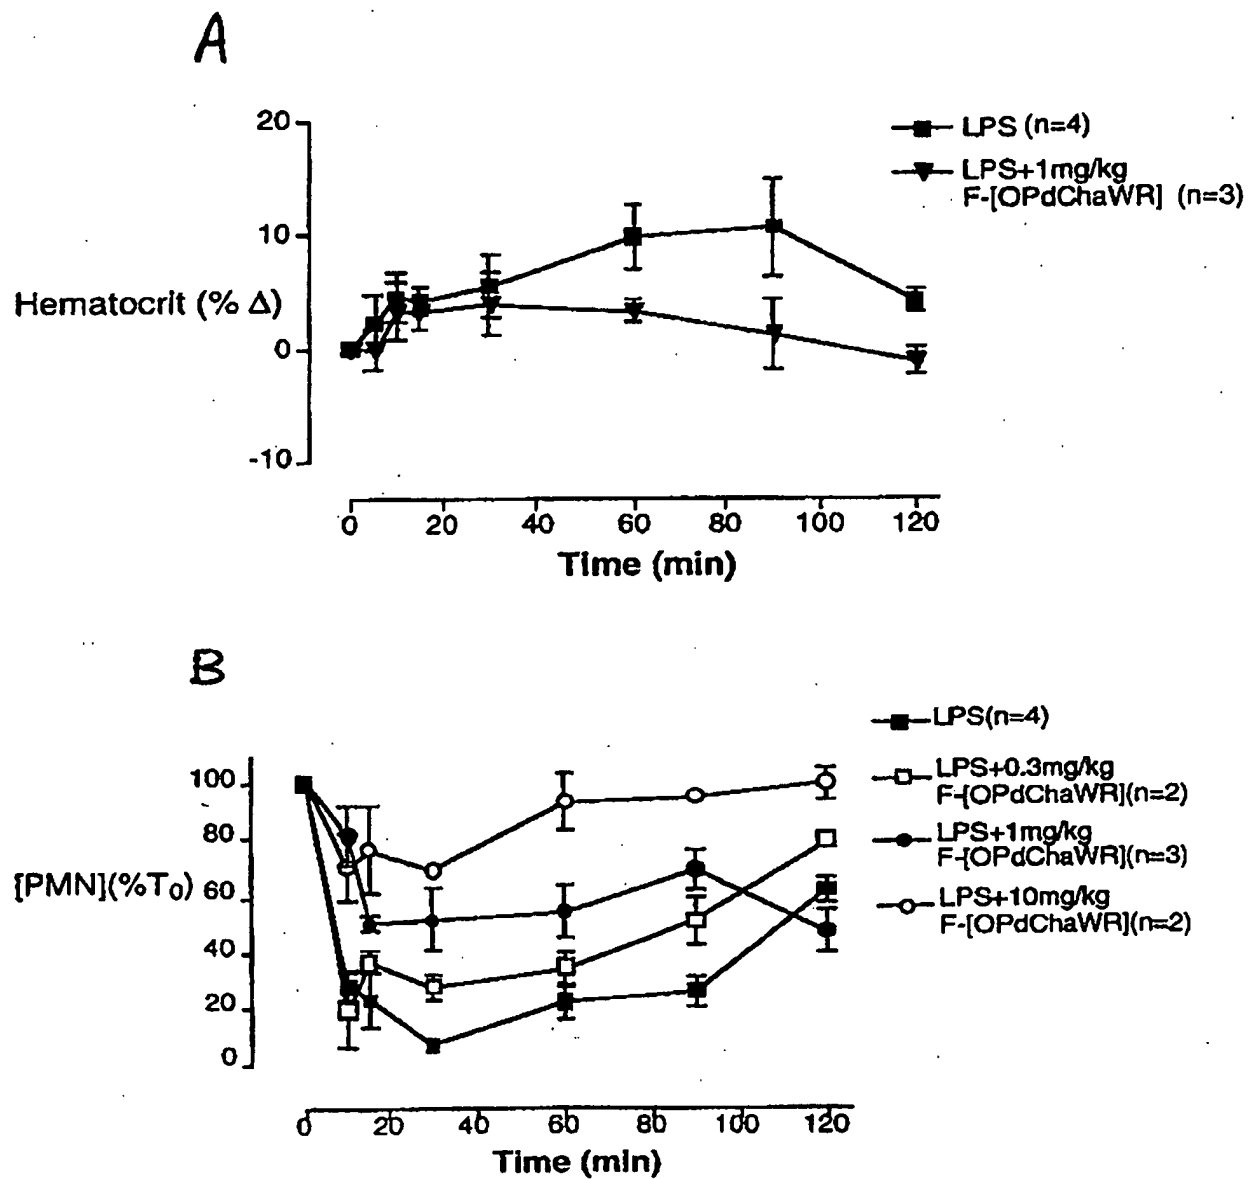 A
20
10
0
-10
Hematocrit (% Δ)
LPS (n=4)
LPS+1mg/kg
F-[OPdChaWR] (n=3)
0 20 40 60 80 100 120
Time (min)
B
100
80
60
40
20
0
[PMN](%T0)
LPS(n=4)
LPS+0.3mg/kg
F-[OPdChaWR](n=2)
LPS+1mg/kg
F-[OPdChaWR](n=3)
LPS+10mg/kg
F-[OPdChaWR](n=2)
0 20 40 60 80 100 120
Time (min)